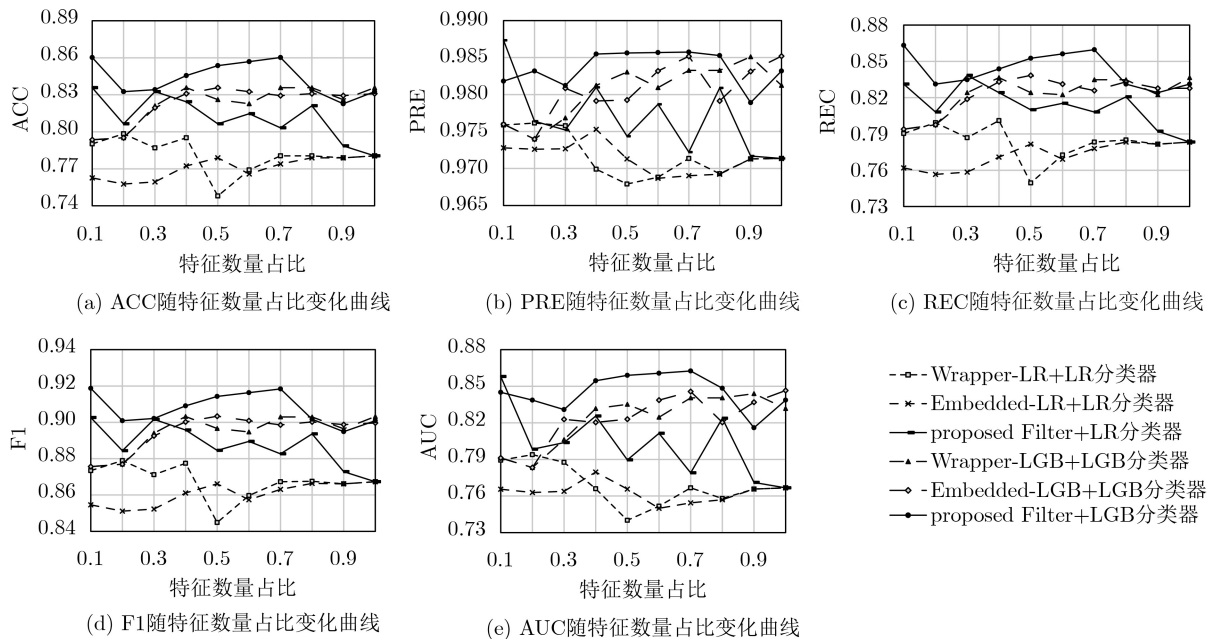 0.89
0.86
0.83
0.80
0.77
0.74
ACC
0.1 0.3 0.5 0.7 0.9
特征数量占比
(a) ACC随特征数量占比变化曲线
0.990
0.985
0.980
0.975
0.970
0.965
PRE
0.1 0.3 0.5 0.7 0.9
特征数量占比
(b) PRE随特征数量占比变化曲线
0.88
0.85
0.82
0.79
0.76
0.73
REC
0.1 0.3 0.5 0.7 0.9
特征数量占比
(c) REC随特征数量占比变化曲线
0.94
0.92
0.90
0.88
0.86
0.84
F1
0.1 0.3 0.5 0.7 0.9
特征数量占比
(d) F1随特征数量占比变化曲线
0.88
0.85
0.82
0.79
0.76
0.73
AUC
0.1 0.3 0.5 0.7 0.9
特征数量占比
(e) AUC随特征数量占比变化曲线
Wrapper-LR+LR分类器
Embedded-LR+LR分类器
proposed Filter+LR分类器
Wrapper-LGB+LGB分类器
Embedded-LGB+LGB分类器
proposed Filter+LGB分类器